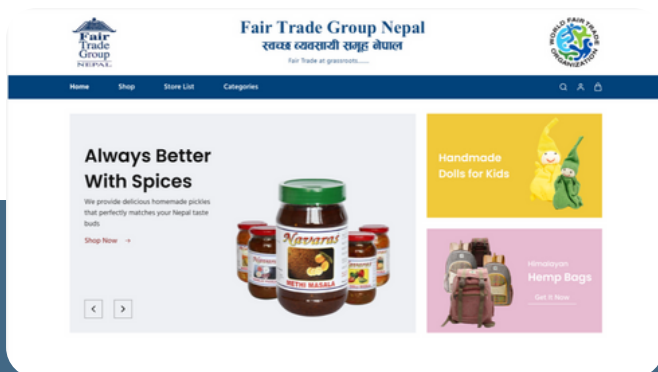 Fair
Trade
Group
NEPAL
Fair Trade Group Nepal
स्वच्छ व्यवसायी समूह नेपाल
Fair Trade at grassroots......
WORLD FAIR TRADE
ORGANIZATION
Home
Shop
Store List
Categories
Always Better
With Spices
We provide delicious homemade pickles
that perfectly matches your Nepal taste
buds
Shop Now →
Navaras
METHI MASALA
Handmade
Dolls for Kids
Himalayan
Hemp Bags
Get It Now